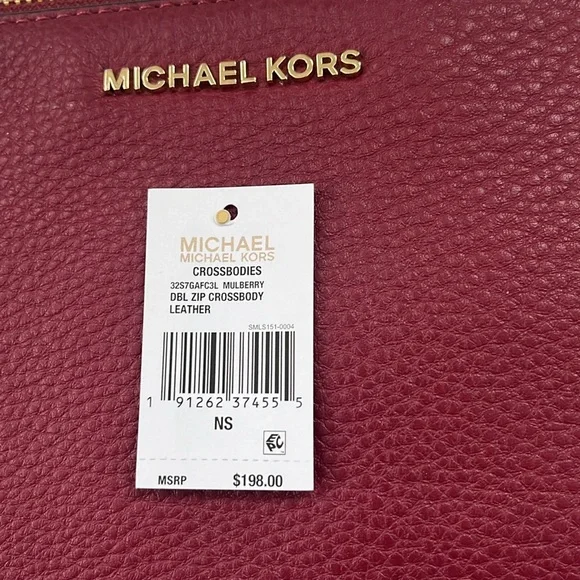 MICHAEL KORS
MICHAEL
MICHAEL KORS
CROSSBODIES
32S7GAFC3L MULBERRY
DBL ZIP CROSSBODY
LEATHER
SMLS151-0004
1 91262 37455 5
NS
EPC
MSRP $198.00